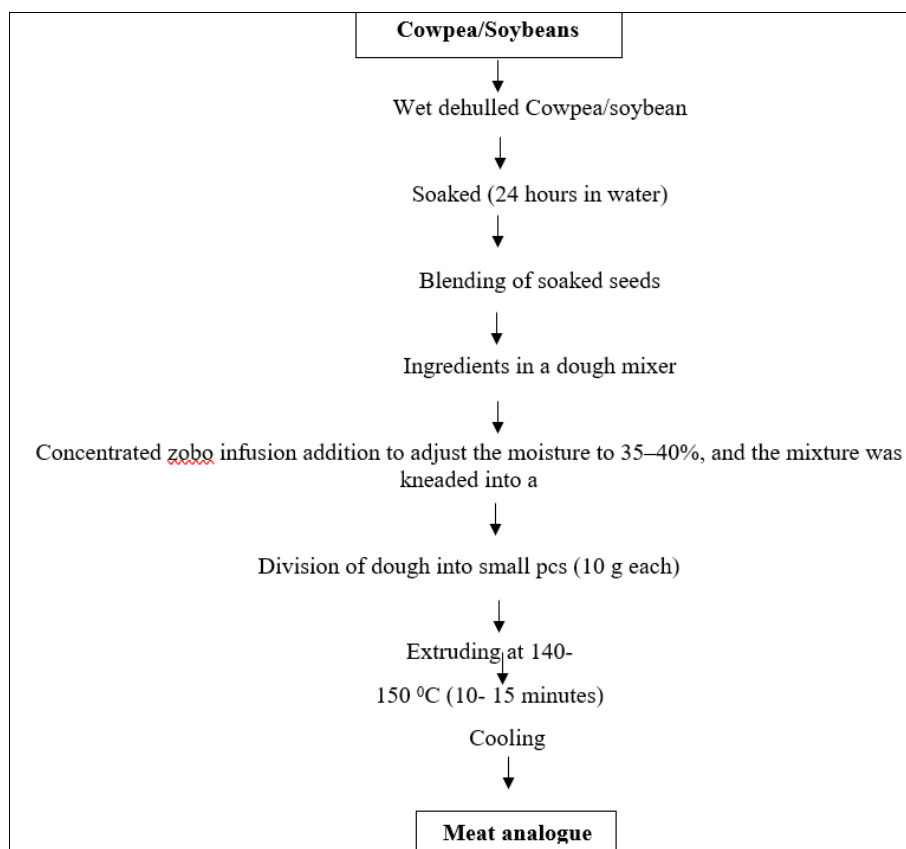 Cowpea/Soybeans
Wet dehulled Cowpea/soybean
Soaked (24 hours in water)
Blending of soaked seeds
Ingredients in a dough mixer
Concentrated zobo infusion addition to adjust the moisture to 35–40%, and the mixture was
kneaded into a
Division of dough into small pcs (10 g each)
Extruding at 140-
150 ⁰C (10- 15 minutes)
Cooling
Meat analogue